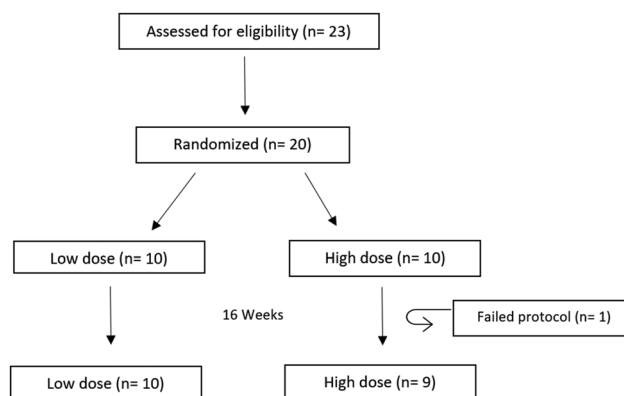 Assessed for eligibility (n= 23)
Randomized (n= 20)
Low dose (n= 10)
High dose (n= 10)
16 Weeks
Failed protocol (n= 1)
Low dose (n= 10)
High dose (n= 9)